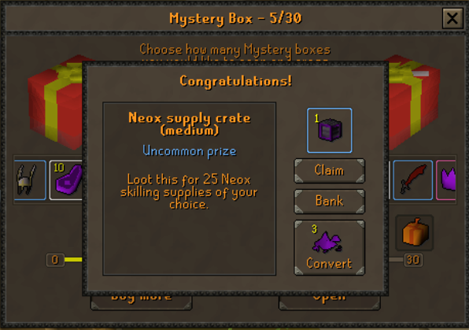 Mystery Box - 5/30
Choose how many Mystery boxes
Congratulations!
Neox supply crate
(medium)
Uncommon prize
Loot this for 25 Neox
skilling supplies of your
choice.
1
Claim
Bank
3
Convert
10
0
30
Buy more
Open